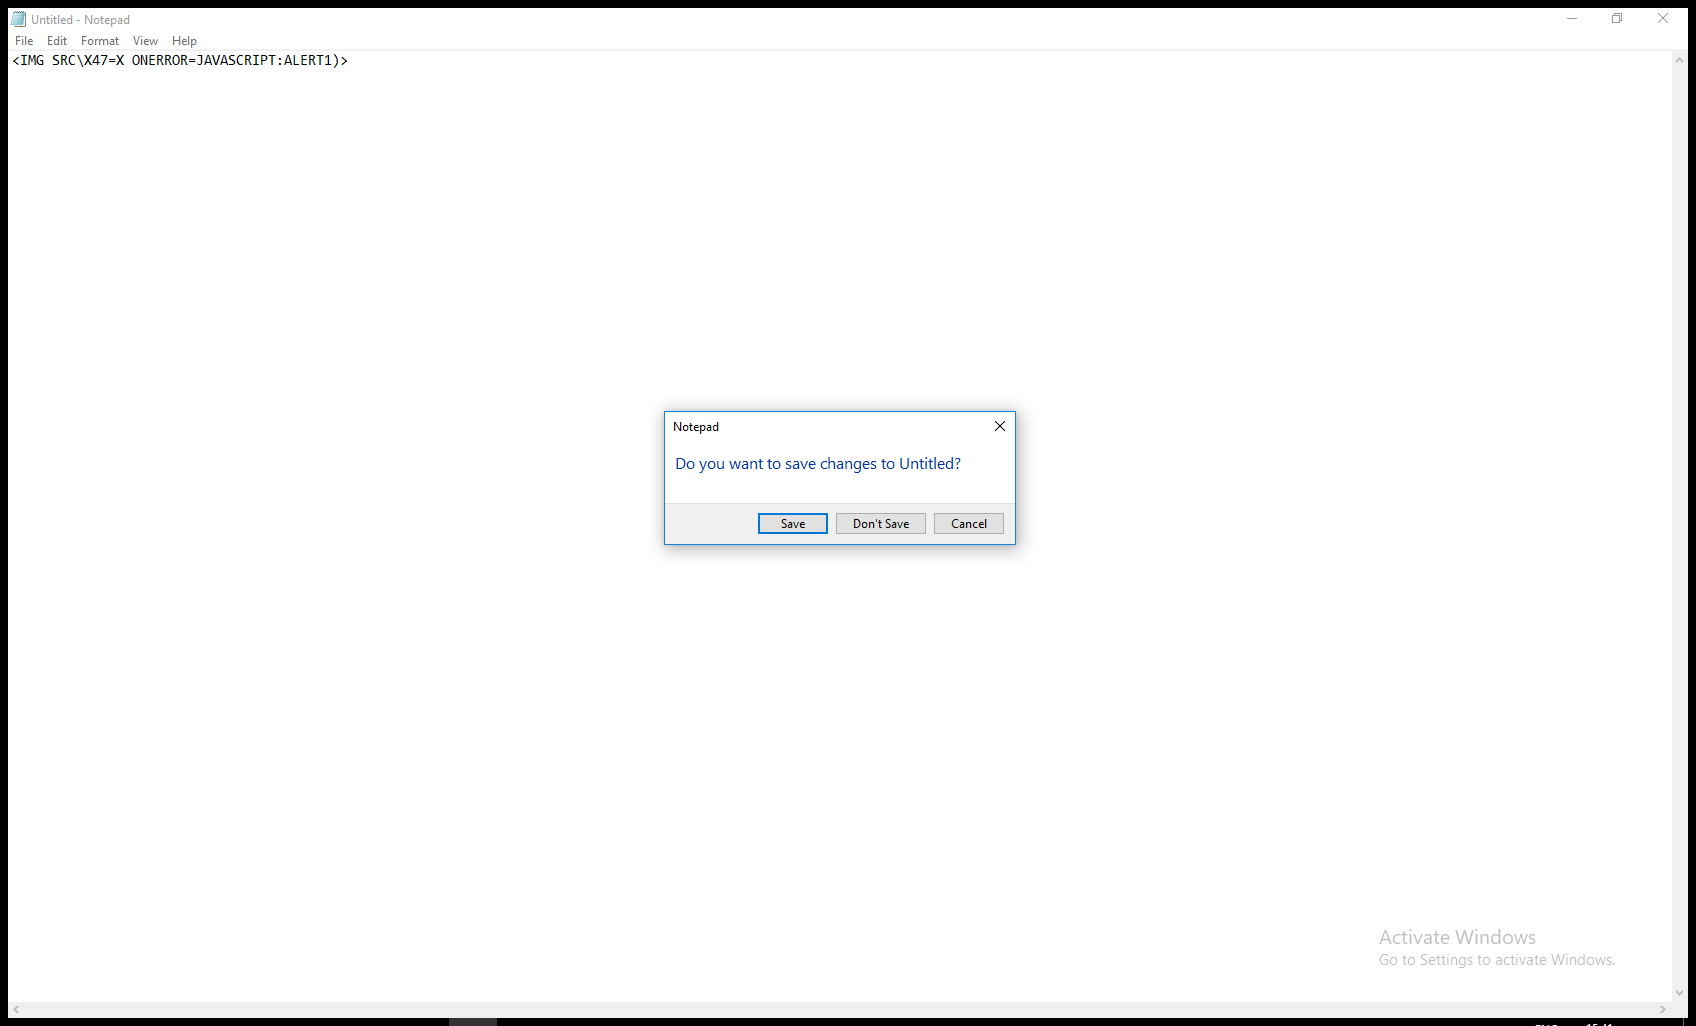 Untitled - Notepad
File Edit Format View Help
<IMG SRC\X47=X ONERROR=JAVASCRIPT:ALERT1)>
Notepad
Do you want to save changes to Untitled?
Save Don't Save Cancel
Activate Windows
Go to Settings to activate Windows.